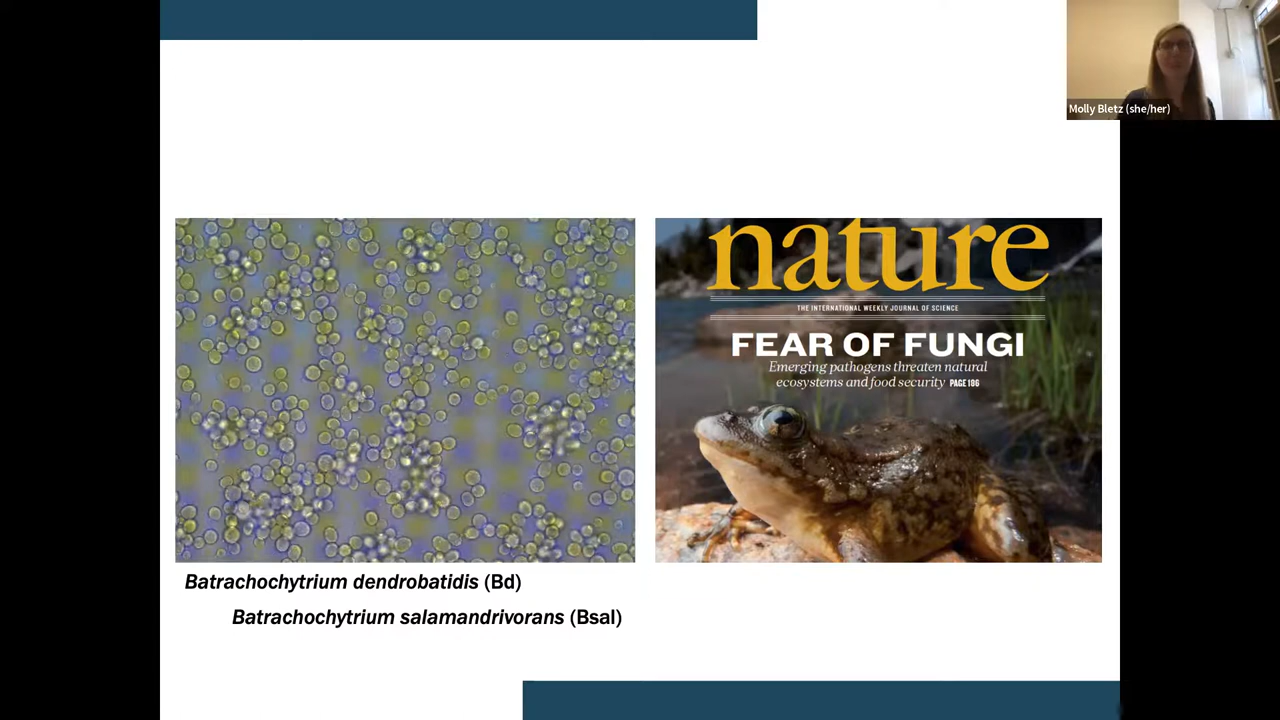 Molly Bletz (she/her)
nature
THE INTERNATIONAL WEEKLY JOURNAL OF SCIENCE
FEAR OF FUNGI
Emerging pathogens threaten natural
ecosystems and food security PAGE 186
Batrachochytrium dendrobatidis (Bd)
Batrachochytrium salamandrivorans (Bsal)